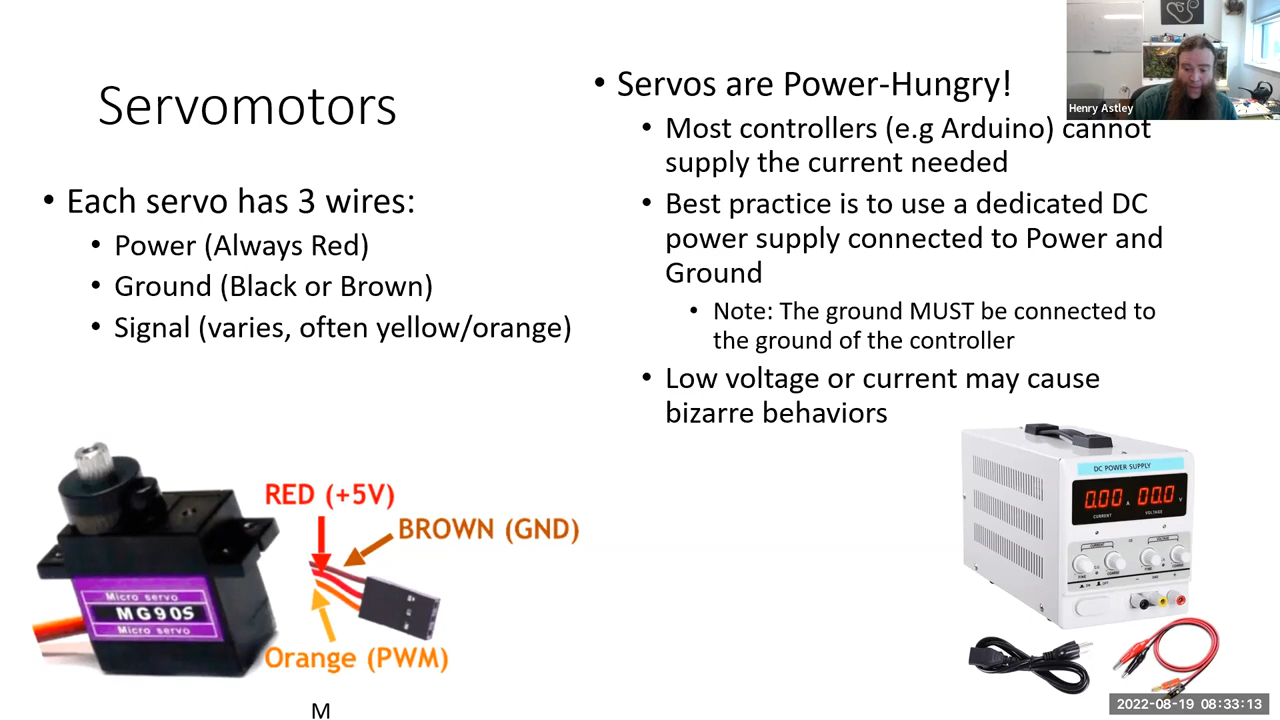 Servomotors
• Each servo has 3 wires:
• Power (Always Red)
• Ground (Black or Brown)
• Signal (varies, often yellow/orange)
• Servos are Power-Hungry!
• Most controllers (e.g Arduino) cannot
supply the current needed
• Best practice is to use a dedicated DC
power supply connected to Power and
Ground
• Note: The ground MUST be connected to
the ground of the controller
• Low voltage or current may cause
bizarre behaviors
Henry Astley
RED (+5V)
BROWN (GND)
Orange (PWM)
Micro servo
MG90S
Micro servo
M
DC POWER SUPPLY
0.00 A 00.0 V
CURRENT VOLTAGE
2022-08-19 08:33:13